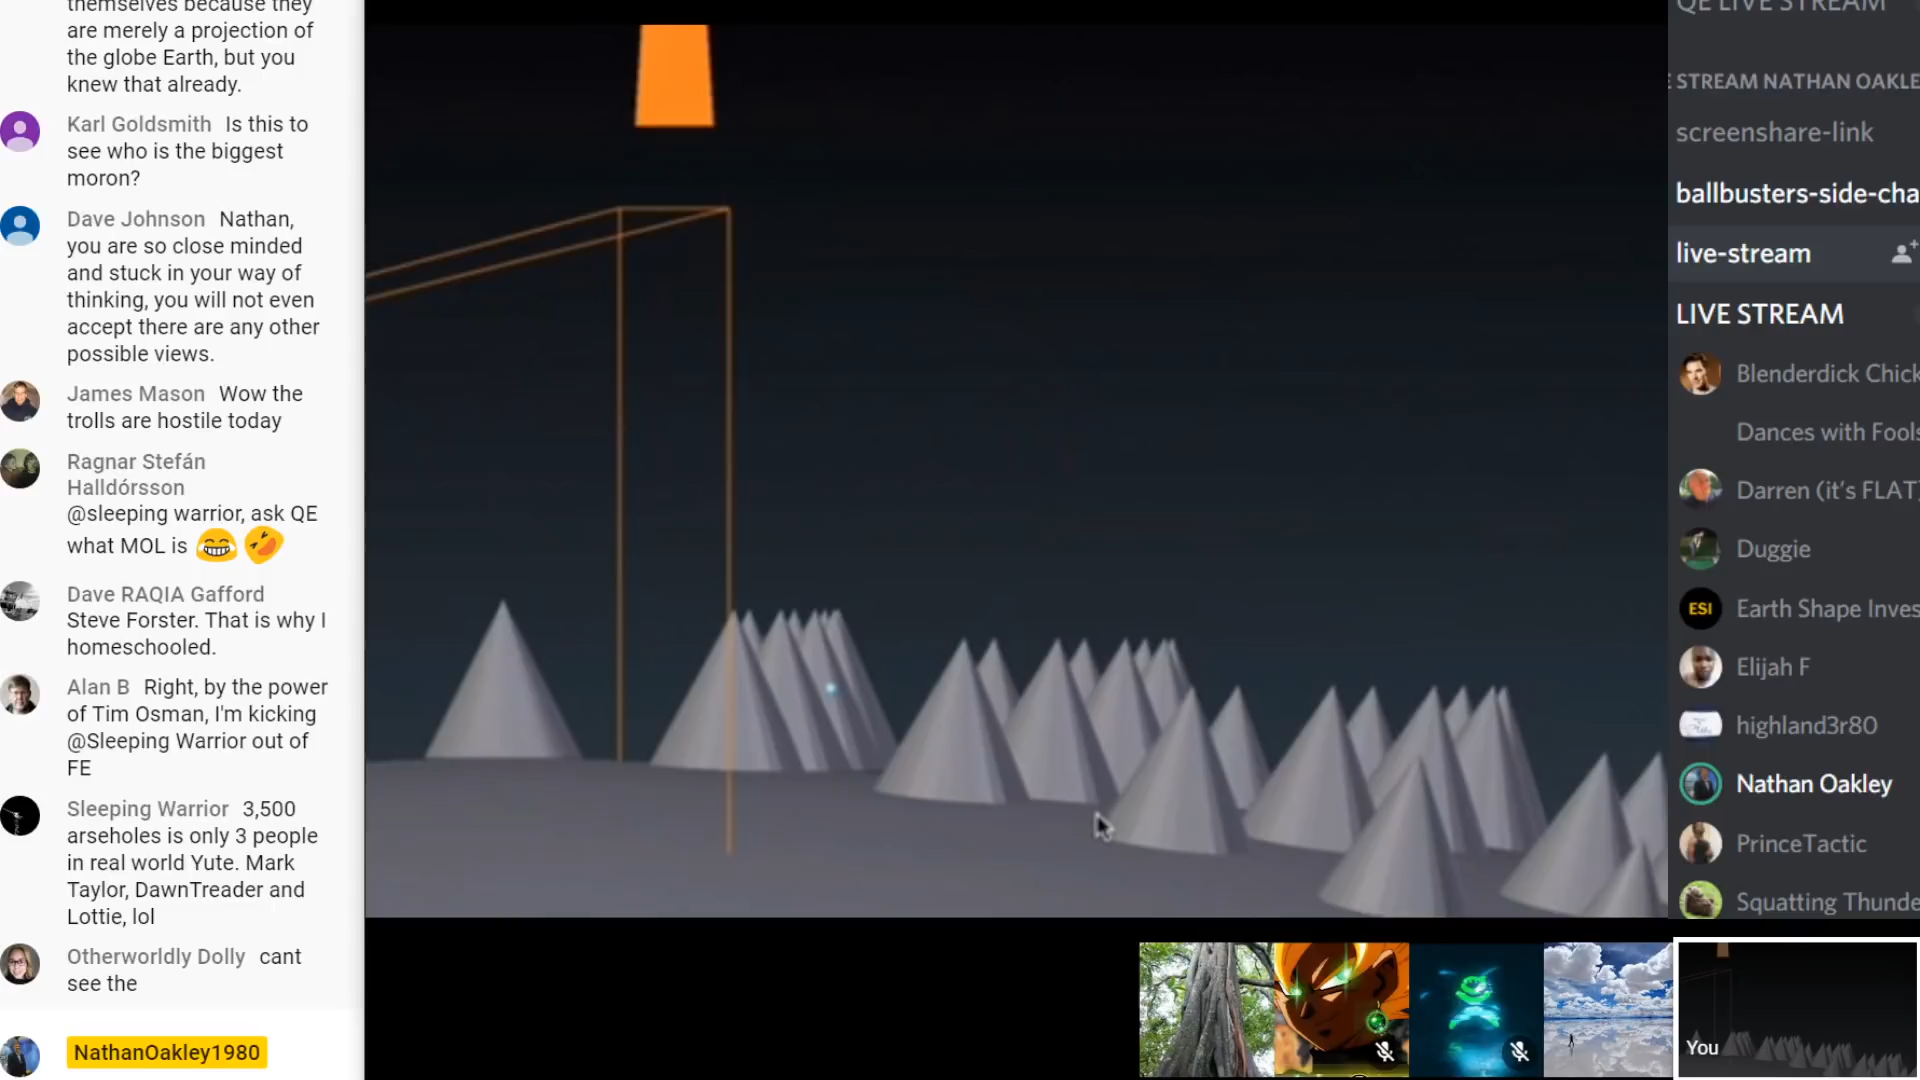 themselves because they
are merely a projection of
the globe Earth, but you
knew that already.
Karl Goldsmith Is this to
see who is the biggest
moron?
Dave Johnson Nathan,
you are so close minded
and stuck in your way of
thinking, you will not even
accept there are any other
possible views.
James Mason Wow the
trolls are hostile today
Ragnar Stefán
Halldórsson
@sleeping warrior, ask QE
what MOL is
Dave RAQIA Gafford
Steve Forster. That is why I
homeschooled.
Alan B Right, by the power
of Tim Osman, I'm kicking
@Sleeping Warrior out of
FE
Sleeping Warrior 3,500
arseholes is only 3 people
in real world Yute. Mark
Taylor, DawnTreader and
Lottie, lol
Otherworldly Dolly cant
see the
NathanOakley1980
QE LIVE STREAM
STREAM NATHAN OAKLE
screenshare-link
ballbusters-side-cha
live-stream
LIVE STREAM
Blenderdick Chick
Dances with Fools
Darren (it's FLAT)
Duggie
ESI Earth Shape Inves
Elijah F
highland3r80
Nathan Oakley
PrinceTactic
Squatting Thunde
You